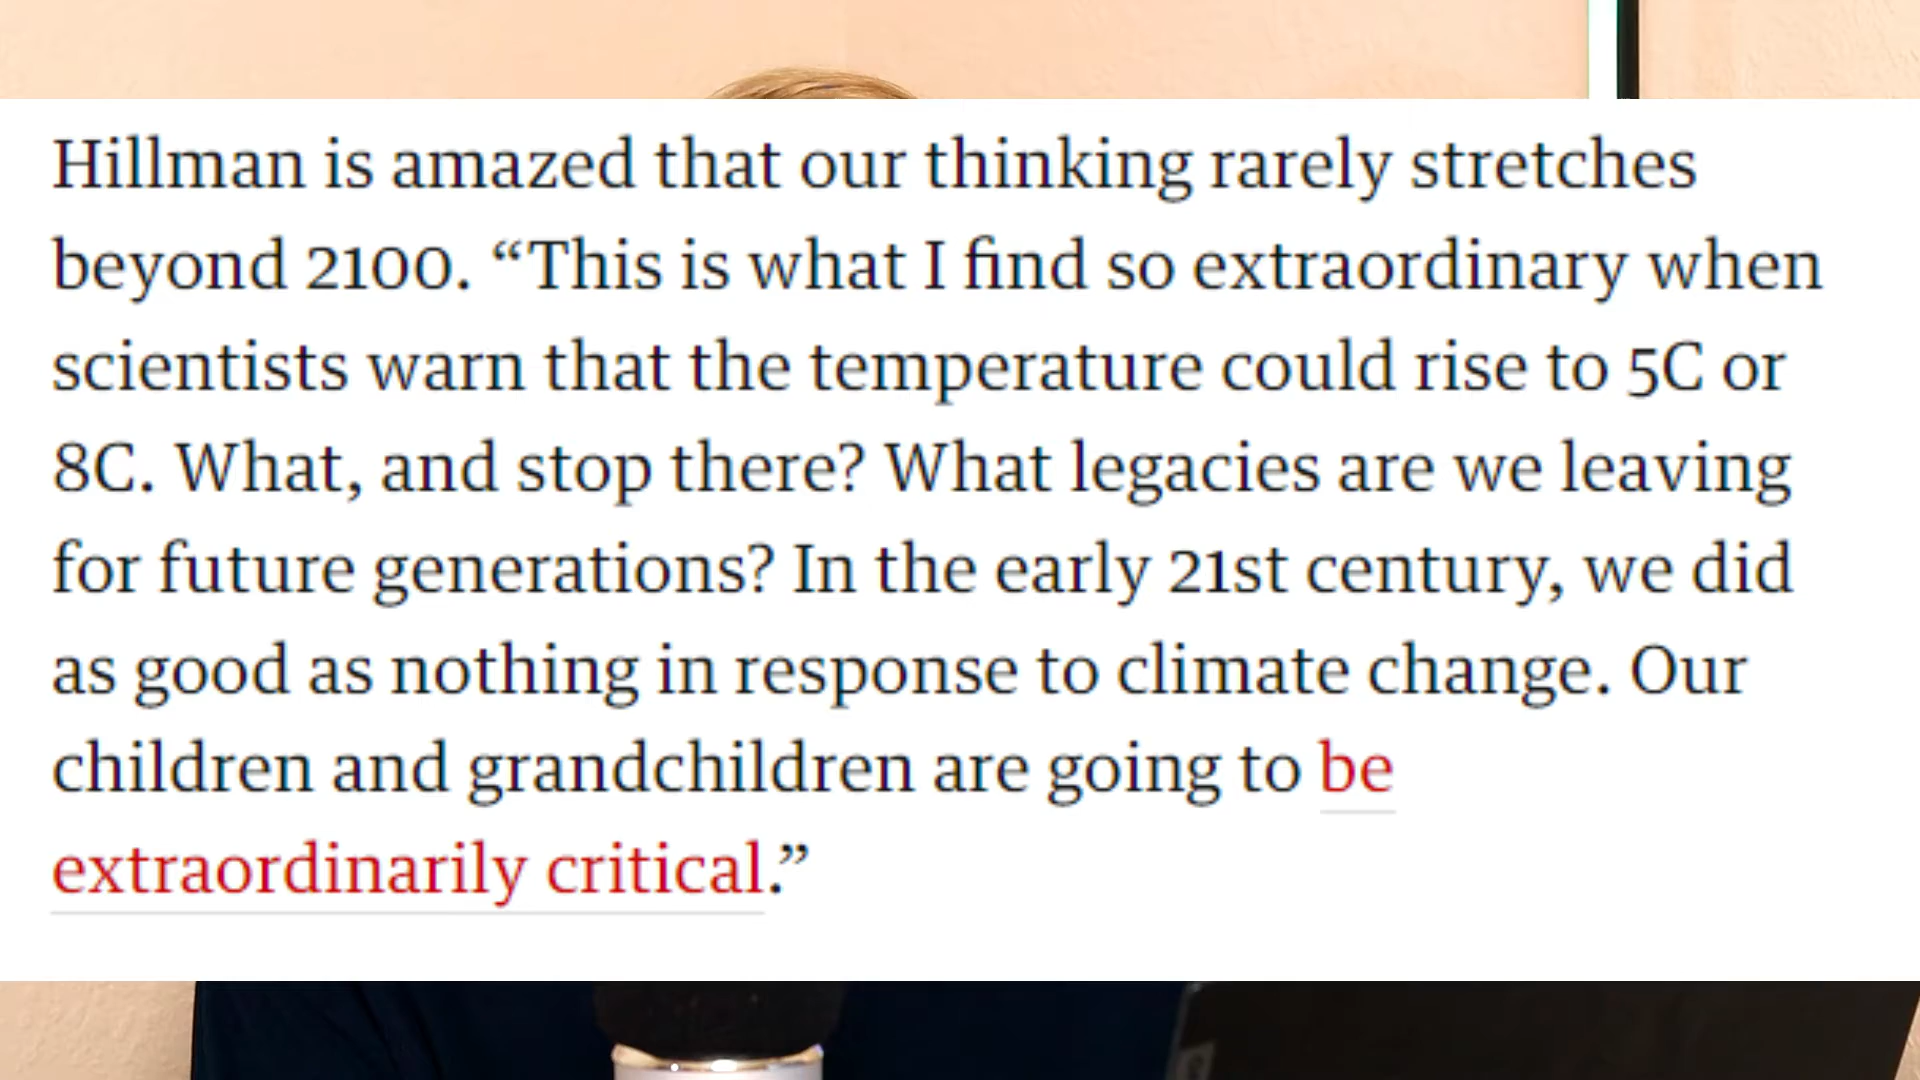 Hillman is amazed that our thinking rarely stretches
beyond 2100. “This is what I find so extraordinary when
scientists warn that the temperature could rise to 5C or
8C. What, and stop there? What legacies are we leaving
for future generations? In the early 21st century, we did
as good as nothing in response to climate change. Our
children and grandchildren are going to be
extraordinarily critical.”